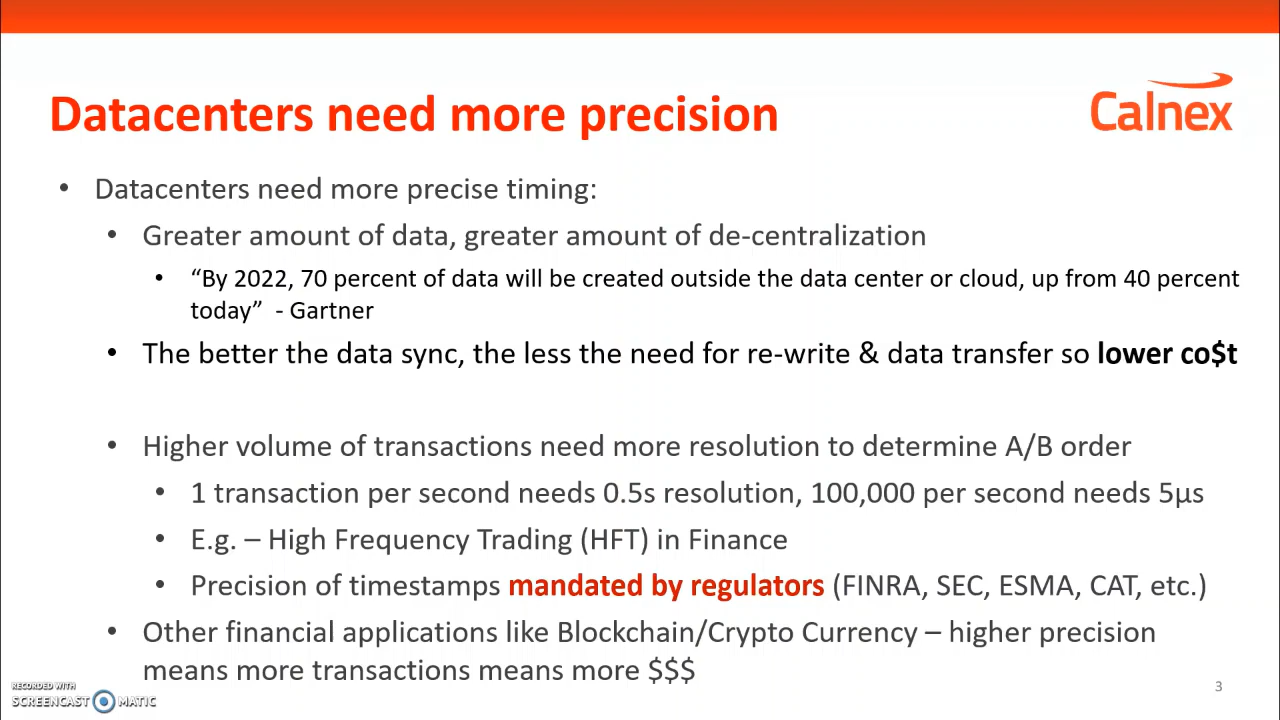 Datacenters need more precision
Calnex
• Datacenters need more precise timing:
• Greater amount of data, greater amount of de-centralization
• “By 2022, 70 percent of data will be created outside the data center or cloud, up from 40 percent
today” - Gartner
• The better the data sync, the less the need for re-write & data transfer so lower co$t
• Higher volume of transactions need more resolution to determine A/B order
• 1 transaction per second needs 0.5s resolution, 100,000 per second needs 5µs
• E.g. – High Frequency Trading (HFT) in Finance
• Precision of timestamps mandated by regulators (FINRA, SEC, ESMA, CAT, etc.)
• Other financial applications like Blockchain/Crypto Currency – higher precision
means more transactions means more $$$
RECORDED WITH
SCREENCAST MATIC
3